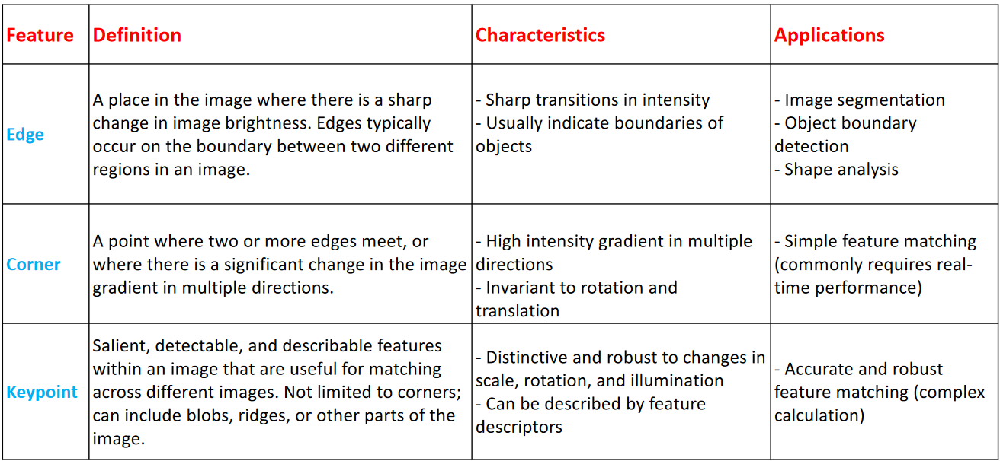 Feature
Definition
Characteristics
Applications
Edge
A place in the image where there is a sharp
change in image brightness. Edges typically
occur on the boundary between two different
regions in an image.
- Sharp transitions in intensity
- Usually indicate boundaries of
objects
- Image segmentation
- Object boundary
detection
- Shape analysis
Corner
A point where two or more edges meet, or
where there is a significant change in the image
gradient in multiple directions.
- High intensity gradient in multiple
directions
- Invariant to rotation and
translation
- Simple feature matching
(commonly requires real-
time performance)
Keypoint
Salient, detectable, and describable features
within an image that are useful for matching
across different images. Not limited to corners;
can include blobs, ridges, or other parts of the
image.
- Distinctive and robust to changes in
scale, rotation, and illumination
- Can be described by feature
descriptors
- Accurate and robust
feature matching (complex
calculation)